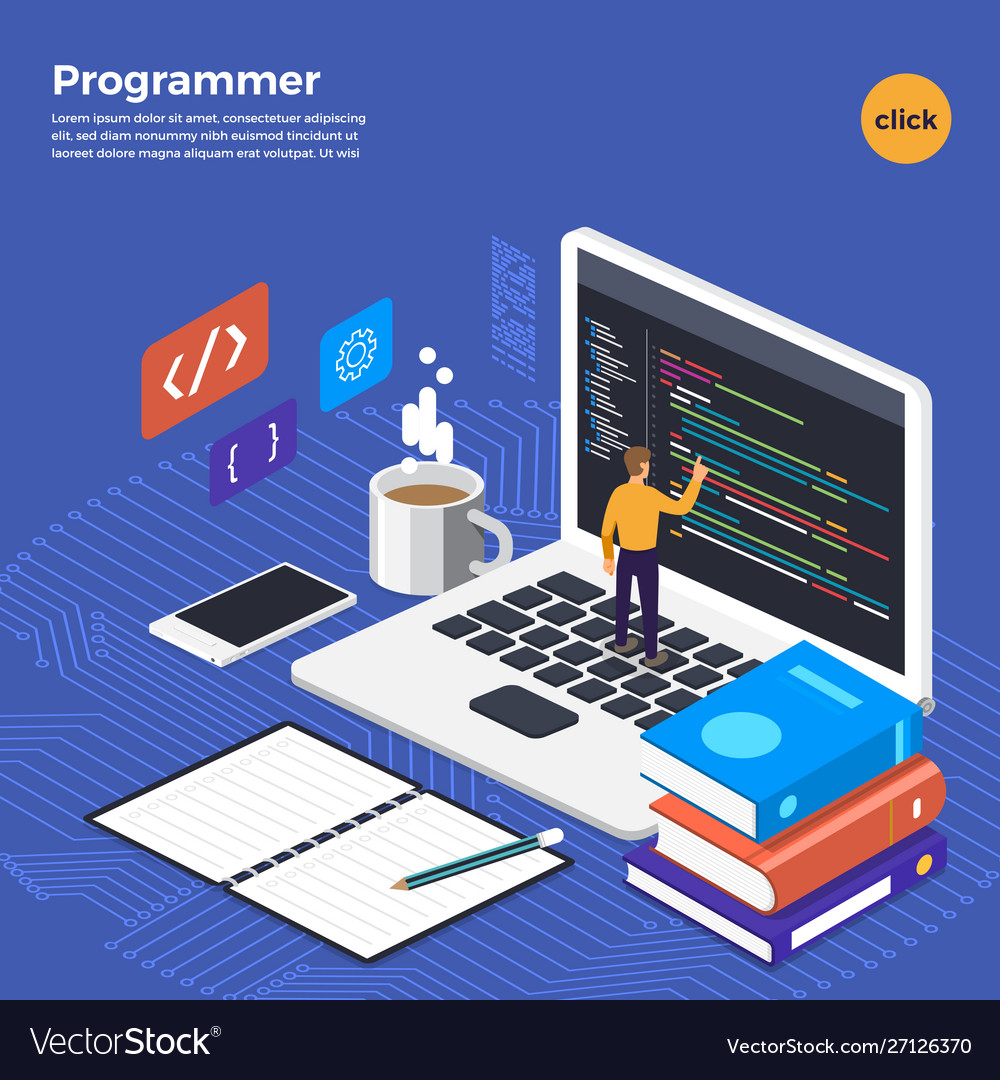 Programmer
Lorem ipsum dolor sit amet, consectetuer adipiscing
elit, sed diam nonummy nibh euismod tincidunt ut
laoreet dolore magna aliquam erat volutpat. Ut wisi
click
</>
{ }
VectorStock®
VectorStock.com/27126370